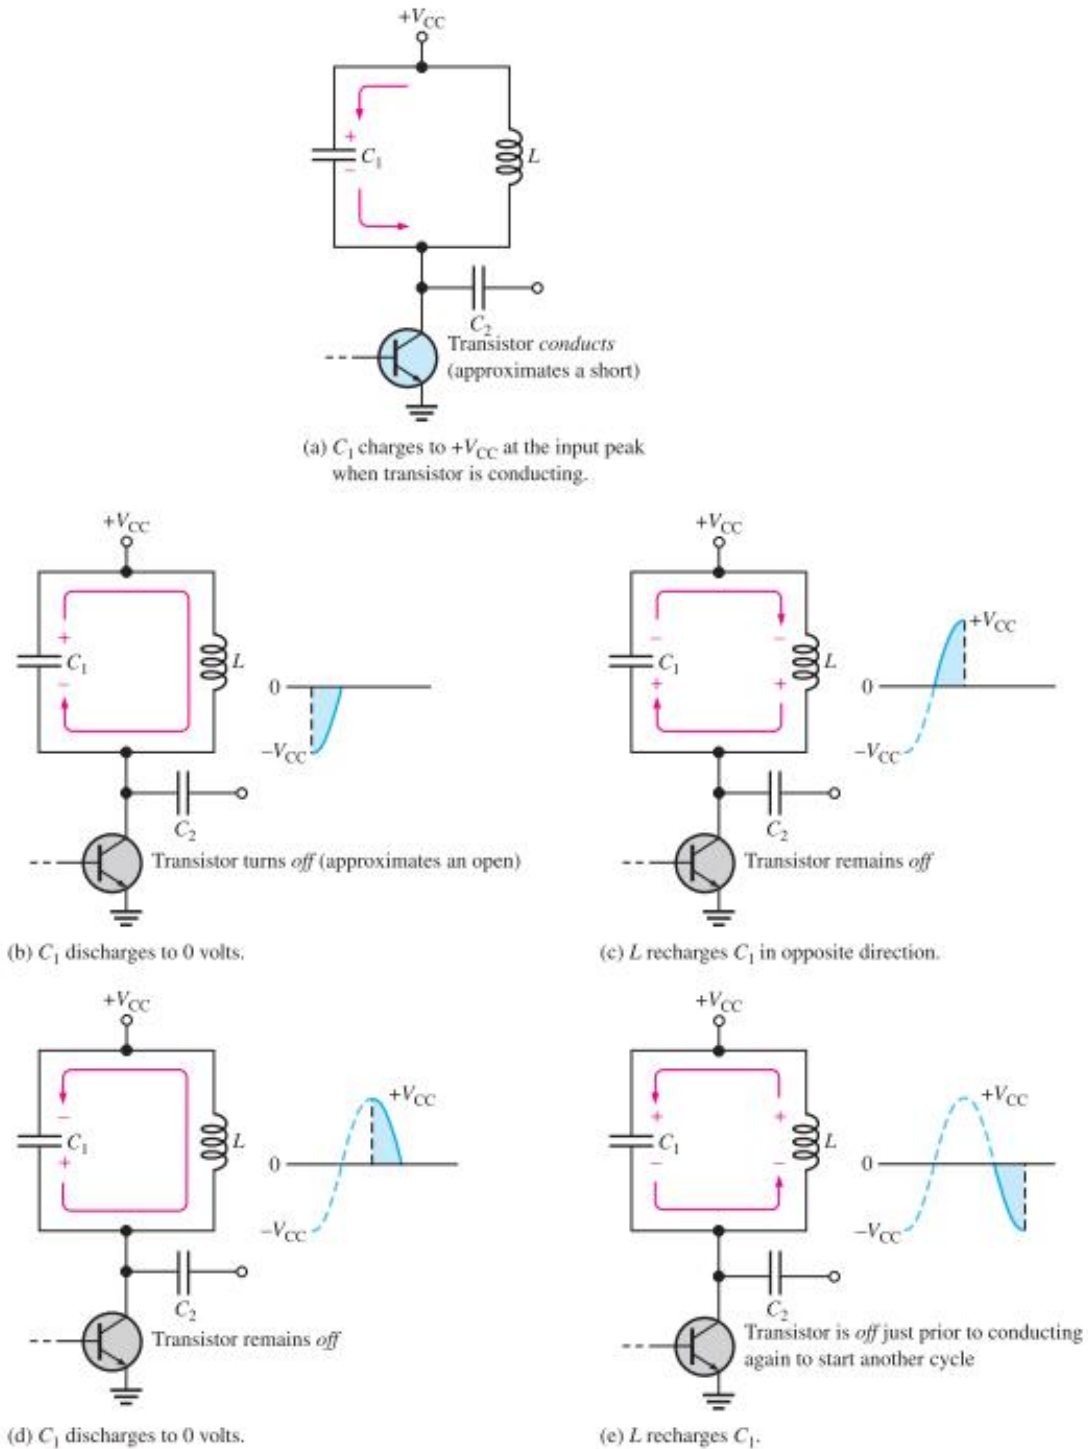 +VCC
+
C1
−
L
C2
Transistor conducts
(approximates a short)
(a) C1 charges to +VCC at the input peak
when transistor is conducting.
+VCC
+
C1
−
L
0
−VCC
C2
Transistor turns off (approximates an open)
(b) C1 discharges to 0 volts.
+VCC
− −
C1
+ +
L
+VCC
0
−VCC
C2
Transistor remains off
(c) L recharges C1 in opposite direction.
+VCC
−
C1
+
L
+VCC
0
−VCC
C2
Transistor remains off
(d) C1 discharges to 0 volts.
+VCC
+ +
C1
− −
L
+VCC
0
−VCC
C2
Transistor is off just prior to conducting
again to start another cycle
(e) L recharges C1.